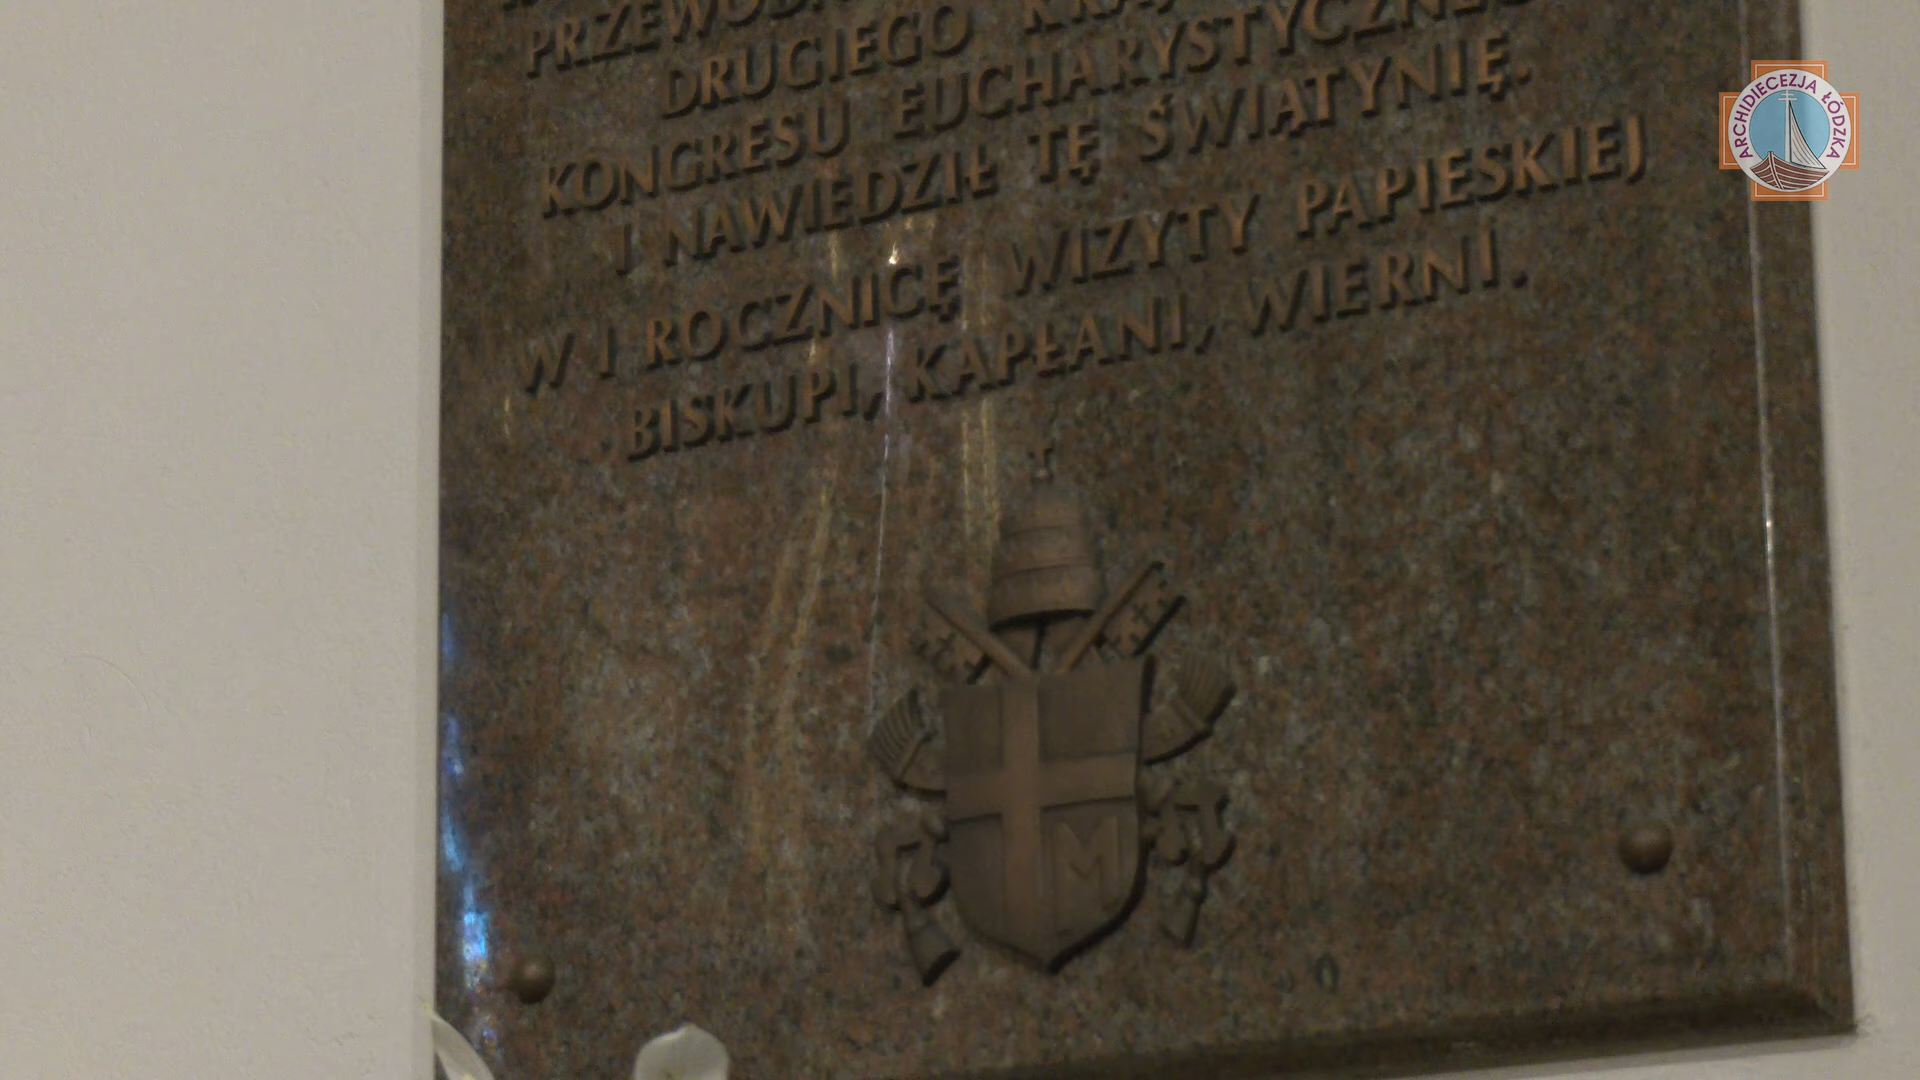 DRUGIEGO
KONGRESU EUCHARYSTYCZNEGO
I NAWIEDZIŁ TĘ ŚWIĄTYNIĘ.
W I ROCZNICĘ WIZYTY PAPIESKIEJ
BISKUPI, KAPŁANI, WIERNI.
M
ARCHIDIECEZJA ŁÓDZKA